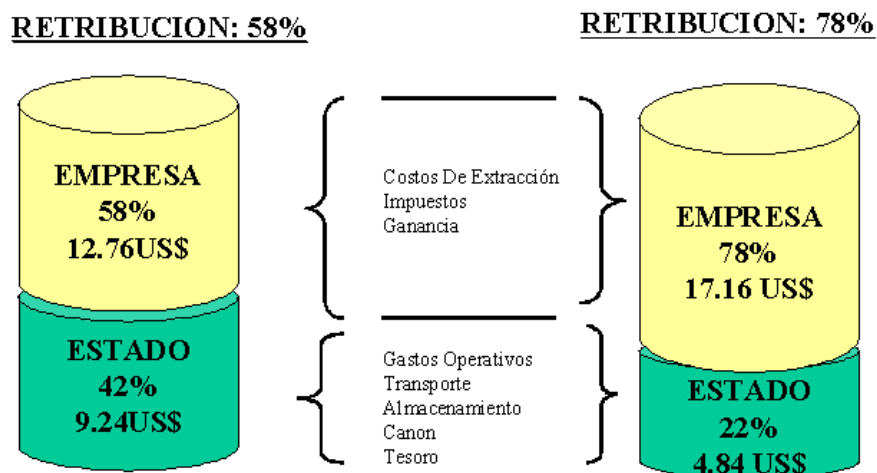 RETRIBUCION: 58%
RETRIBUCION: 78%
EMPRESA
58%
12.76US$
ESTADO
42%
9.24US$
Costos De Extracción
Impuestos
Ganancia
Gastos Operativos
Transporte
Almacenamiento
Canon
Tesoro
EMPRESA
78%
17.16 US$
ESTADO
22%
4.84 US$